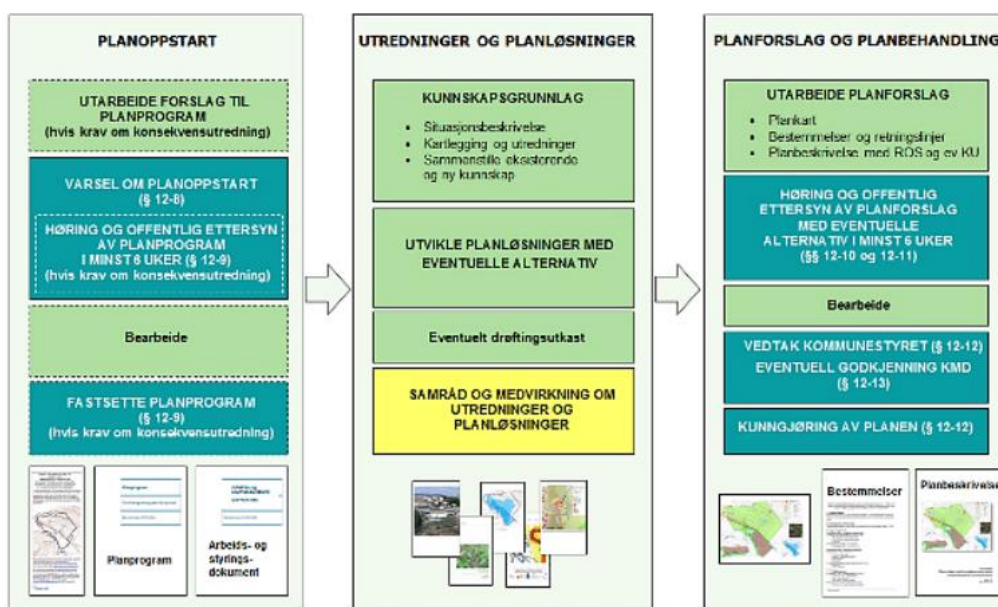 PLANOPPSTART
UTARBEIDE FORSLAG TIL
PLANPROGRAM
(hvis krav om konsekvensutredning)
VARSEL OM PLANOPPSTART
(§ 12-8)
HØRING OG OFFENTLIG ETTERSYN
AV PLANPROGRAM
I MINST 6 UKER (§ 12-9)
(hvis krav om konsekvensutredning)
Bearbeide
FASTSETTE PLANPROGRAM
(§ 12-9)
(hvis krav om konsekvensutredning)
Planprogram
Arbeids- og
styrings-
dokument
UTREDNINGER OG PLANLØSNINGER
KUNNSKAPSGRUNNLAG
• Situasjonsbeskrivelse
• Kartlegging og utredninger
• Sammenstille eksisterende
og ny kunnskap
UTVIKLE PLANLØSNINGER MED
EVENTUELLE ALTERNATIV
Eventuelt drøftingsutkast
SAMRÅD OG MEDVIRKNING OM
UTREDNINGER OG
PLANLØSNINGER
PLANFORSLAG OG PLANBEHANDLING
UTARBEIDE PLANFORSLAG
• Plankart
• Bestemmelser og retningslinjer
• Planbeskrivelse med ROS og ev KU
HØRING OG OFFENTLIG
ETTERSYN AV PLANFORSLAG
MED EVENTUELLE
ALTERNATIV I MINST 6 UKER
(§§ 12-10 og 12-11)
Bearbeide
VEDTAK KOMMUNESTYRET (§ 12-12)
EVENTUELL GODKJENNING KMD
(§ 12-13)
KUNNGJØRING AV PLANEN (§ 12-12)
Bestemmelser
Planbeskrivelse